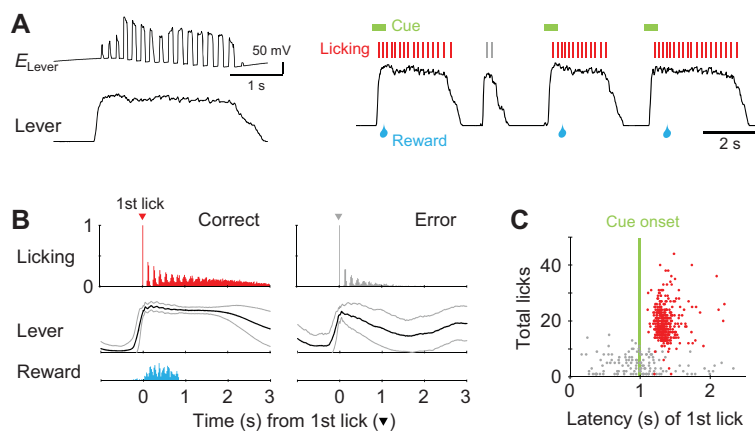 A
E Lever
50 mV
1 s
Lever
Cue
Licking
Reward
2 s
B
1st lick
Correct
Error
Licking
1
0
Lever
Reward
0 1 2 3
0 1 2 3
Time (s) from 1st lick (▼)
C
Cue onset
Total licks
40
20
0
0 1 2
Latency (s) of 1st lick